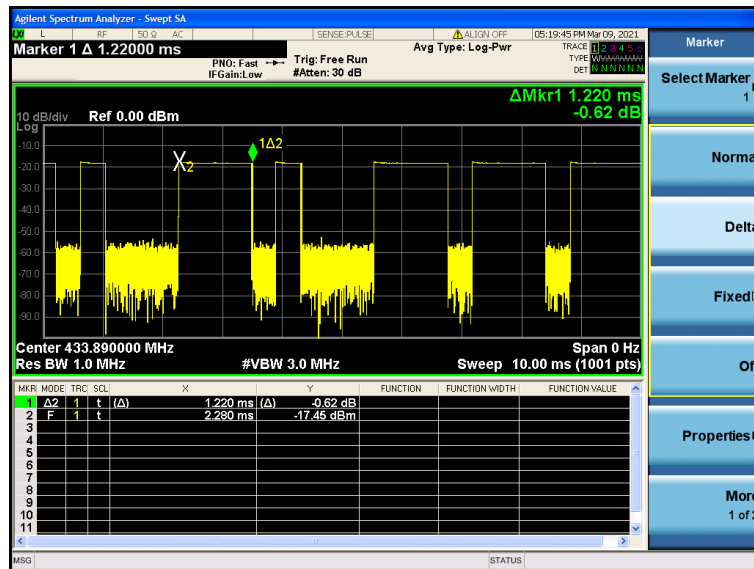 Agilent Spectrum Analyzer - Swept SA
LXI L RF 50 Ω AC SENSE:PULSE ALIGN OFF 05:19:45 PM Mar 09, 2021
Marker 1 Δ 1.22000 ms
PNO: Fast
IFGain:Low
Trig: Free Run
#Atten: 30 dB
Avg Type: Log-Pwr
TRACE 1 2 3 4 5 6
TYPE
DET N N N N N N
ΔMkr1 1.220 ms
-0.62 dB
10 dB/div Ref 0.00 dBm
Log
-10.0
-20.0
-30.0
-40.0
-50.0
-60.0
-70.0
-80.0
-90.0
X2
1Δ2
Center 433.890000 MHz Span 0 Hz
Res BW 1.0 MHz #VBW 3.0 MHz Sweep 10.00 ms (1001 pts)
MKR MODE TRC SCL X Y FUNCTION FUNCTION WIDTH FUNCTION VALUE
1 Δ2 1 t (Δ) 1.220 ms (Δ) -0.62 dB
2 F 1 t 2.280 ms -17.45 dBm
3
4
5
6
7
8
9
10
11
MSG STATUS
Marker
Select Marker
1
Norma
Delta
Fixed
Of
Properties
More
1 of 2